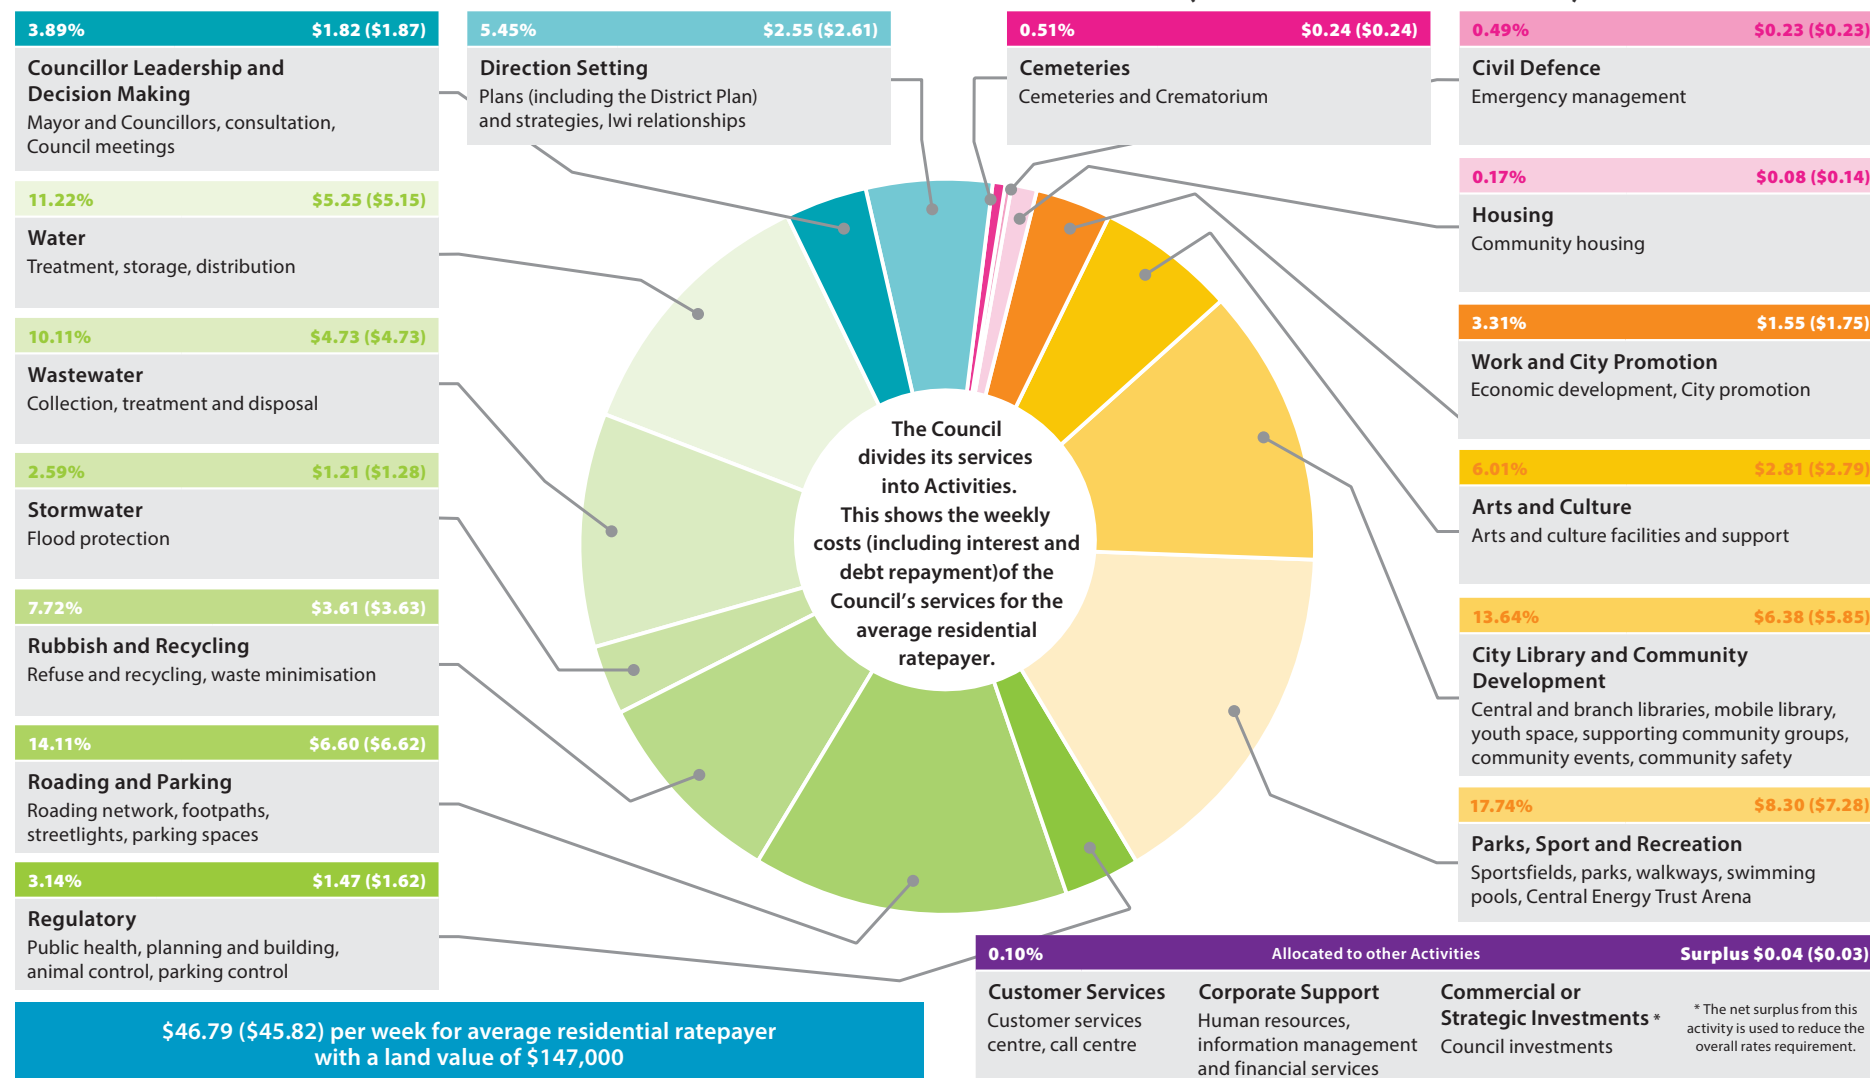 3.89% $1.82 ($1.87)
Councillor Leadership and
Decision Making
Mayor and Councillors, consultation,
Council meetings
5.45% $2.55 ($2.61)
Direction Setting
Plans (including the District Plan)
and strategies, Iwi relationships
0.51% $0.24 ($0.24)
Cemeteries
Cemeteries and Crematorium
0.49% $0.23 ($0.23)
Civil Defence
Emergency management
11.22% $5.25 ($5.15)
Water
Treatment, storage, distribution
10.11% $4.73 ($4.73)
Wastewater
Collection, treatment and disposal
2.59% $1.21 ($1.28)
Stormwater
Flood protection
7.72% $3.61 ($3.63)
Rubbish and Recycling
Refuse and recycling, waste minimisation
14.11% $6.60 ($6.62)
Roading and Parking
Roading network, footpaths,
streetlights, parking spaces
3.14% $1.47 ($1.62)
Regulatory
Public health, planning and building,
animal control, parking control
The Council
divides its services
into Activities.
This shows the weekly
costs (including interest and
debt repayment)of the
Council's services for the
average residential
ratepayer.
0.17% $0.08 ($0.14)
Housing
Community housing
3.31% $1.55 ($1.75)
Work and City Promotion
Economic development, City promotion
6.01% $2.81 ($2.79)
Arts and Culture
Arts and culture facilities and support
13.64% $6.38 ($5.85)
City Library and Community
Development
Central and branch libraries, mobile library,
youth space, supporting community groups,
community events, community safety
17.74% $8.30 ($7.28)
Parks, Sport and Recreation
Sportsfields, parks, walkways, swimming
pools, Central Energy Trust Arena
0.10% Allocated to other Activities Surplus $0.04 ($0.03)
Customer Services
Customer services
centre, call centre
Corporate Support
Human resources,
information management
and financial services
Commercial or
Strategic Investments *
Council investments
* The net surplus from this
activity is used to reduce the
overall rates requirement.
$46.79 ($45.82) per week for average residential ratepayer
with a land value of $147,000